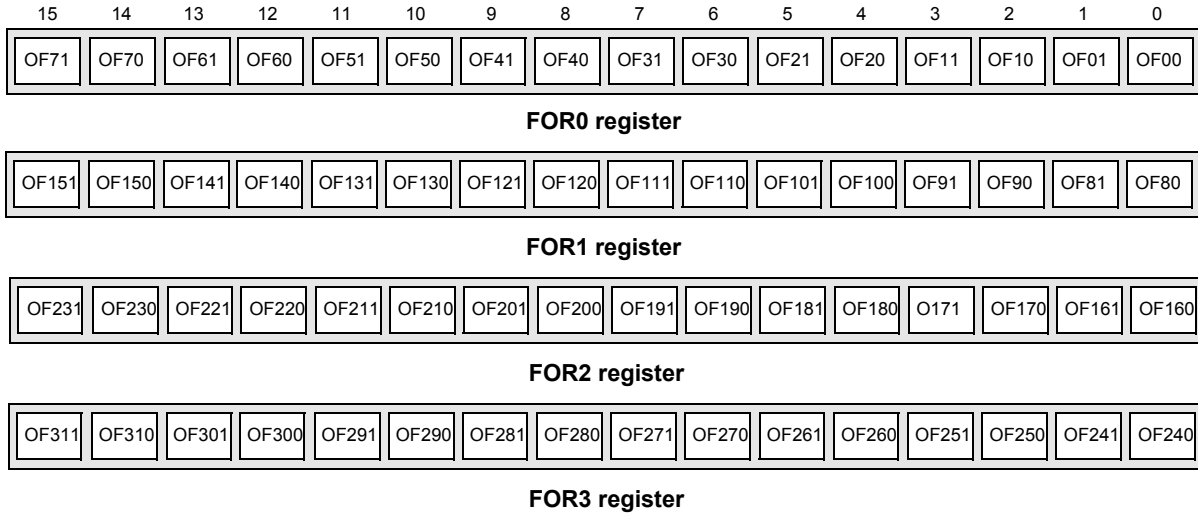 15 14 13 12 11 10 9 8 7 6 5 4 3 2 1 0
OF71 OF70 OF61 OF60 OF51 OF50 OF41 OF40 OF31 OF30 OF21 OF20 OF11 OF10 OF01 OF00
FOR0 register
OF151 OF150 OF141 OF140 OF131 OF130 OF121 OF120 OF111 OF110 OF101 OF100 OF91 OF90 OF81 OF80
FOR1 register
OF231 OF230 OF221 OF220 OF211 OF210 OF201 OF200 OF191 OF190 OF181 OF180 O171 OF170 OF161 OF160
FOR2 register
OF311 OF310 OF301 OF300 OF291 OF290 OF281 OF280 OF271 OF270 OF261 OF260 OF251 OF250 OF241 OF240
FOR3 register